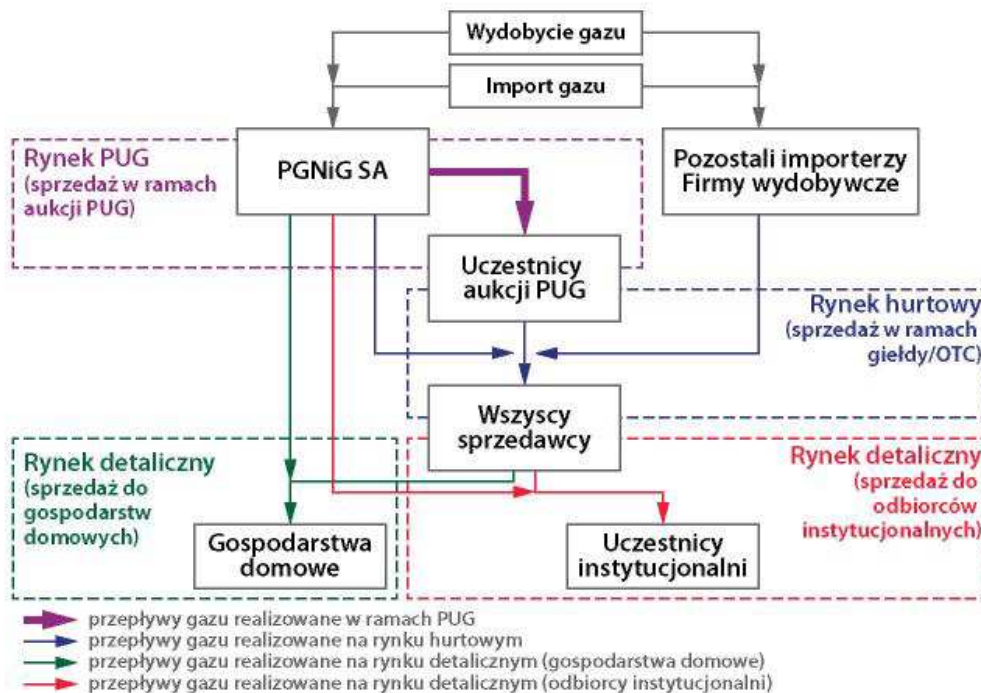 Wydobycie gazu
Import gazu
Rynek PUG
(sprzedaż w ramach
aukcji PUG)
PGNiG SA
Pozostali importerzy
Firmy wydobywcze
Uczestnicy
aukcji PUG
Rynek hurtowy
(sprzedaż w ramach
giełdy/OTC)
Wszyscy
sprzedawcy
Rynek detaliczny
(sprzedaż do
gospodarstw
domowych)
Rynek detaliczny
(sprzedaż do
odbiorców
instytucjonalnych)
Gospodarstwa
domowe
Uczestnicy
instytucjonalni
przepływy gazu realizowane w ramach PUG
przepływy gazu realizowane na rynku hurtowym
przepływy gazu realizowane na rynku detalicznym (gospodarstwa domowe)
przepływy gazu realizowane na rynku detalicznym (odbiorcy instytucjonalni)